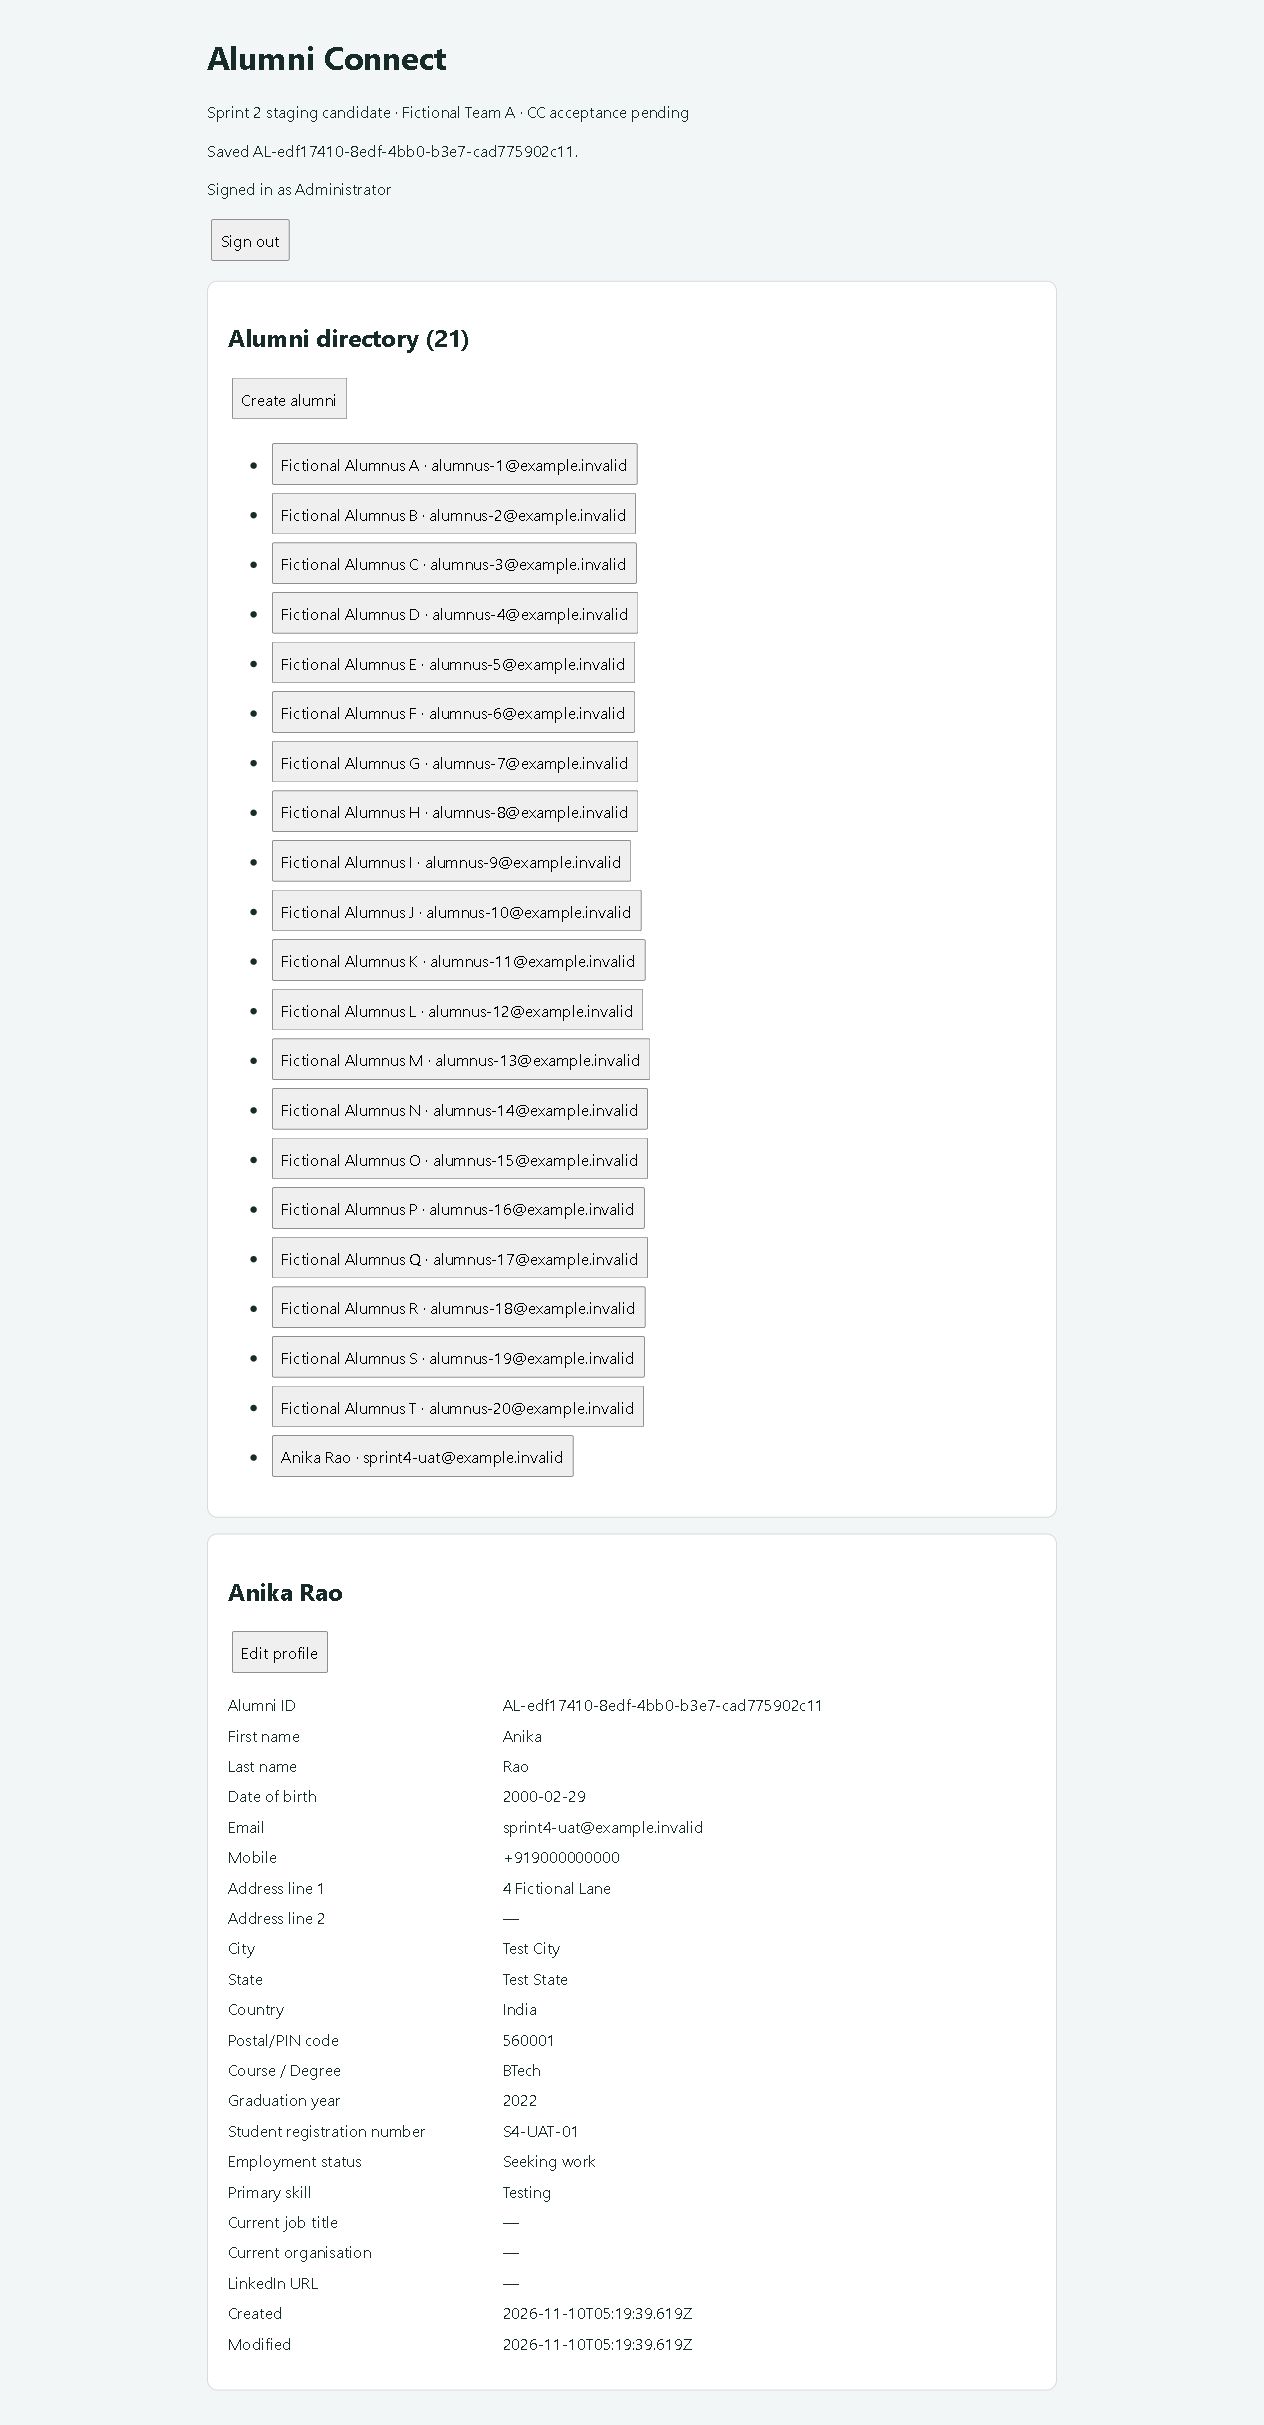 Alumni Connect
Sprint 2 staging candidate · Fictional Team A · CC acceptance pending
Saved AL-edf17410-8edf-4bb0-b3e7-cad775902c11.
Signed in as Administrator
Sign out
Alumni directory (21)
Create alumni
• Fictional Alumnus A · alumnus-1@example.invalid
• Fictional Alumnus B · alumnus-2@example.invalid
• Fictional Alumnus C · alumnus-3@example.invalid
• Fictional Alumnus D · alumnus-4@example.invalid
• Fictional Alumnus E · alumnus-5@example.invalid
• Fictional Alumnus F · alumnus-6@example.invalid
• Fictional Alumnus G · alumnus-7@example.invalid
• Fictional Alumnus H · alumnus-8@example.invalid
• Fictional Alumnus I · alumnus-9@example.invalid
• Fictional Alumnus J · alumnus-10@example.invalid
• Fictional Alumnus K · alumnus-11@example.invalid
• Fictional Alumnus L · alumnus-12@example.invalid
• Fictional Alumnus M · alumnus-13@example.invalid
• Fictional Alumnus N · alumnus-14@example.invalid
• Fictional Alumnus O · alumnus-15@example.invalid
• Fictional Alumnus P · alumnus-16@example.invalid
• Fictional Alumnus Q · alumnus-17@example.invalid
• Fictional Alumnus R · alumnus-18@example.invalid
• Fictional Alumnus S · alumnus-19@example.invalid
• Fictional Alumnus T · alumnus-20@example.invalid
• Anika Rao · sprint4-uat@example.invalid
Anika Rao
Edit profile
Alumni ID AL-edf17410-8edf-4bb0-b3e7-cad775902c11
First name Anika
Last name Rao
Date of birth 2000-02-29
Email sprint4-uat@example.invalid
Mobile +919000000000
Address line 1 4 Fictional Lane
Address line 2 —
City Test City
State Test State
Country India
Postal/PIN code 560001
Course / Degree BTech
Graduation year 2022
Student registration number S4-UAT-01
Employment status Seeking work
Primary skill Testing
Current job title —
Current organisation —
LinkedIn URL —
Created 2026-11-10T05:19:39.619Z
Modified 2026-11-10T05:19:39.619Z